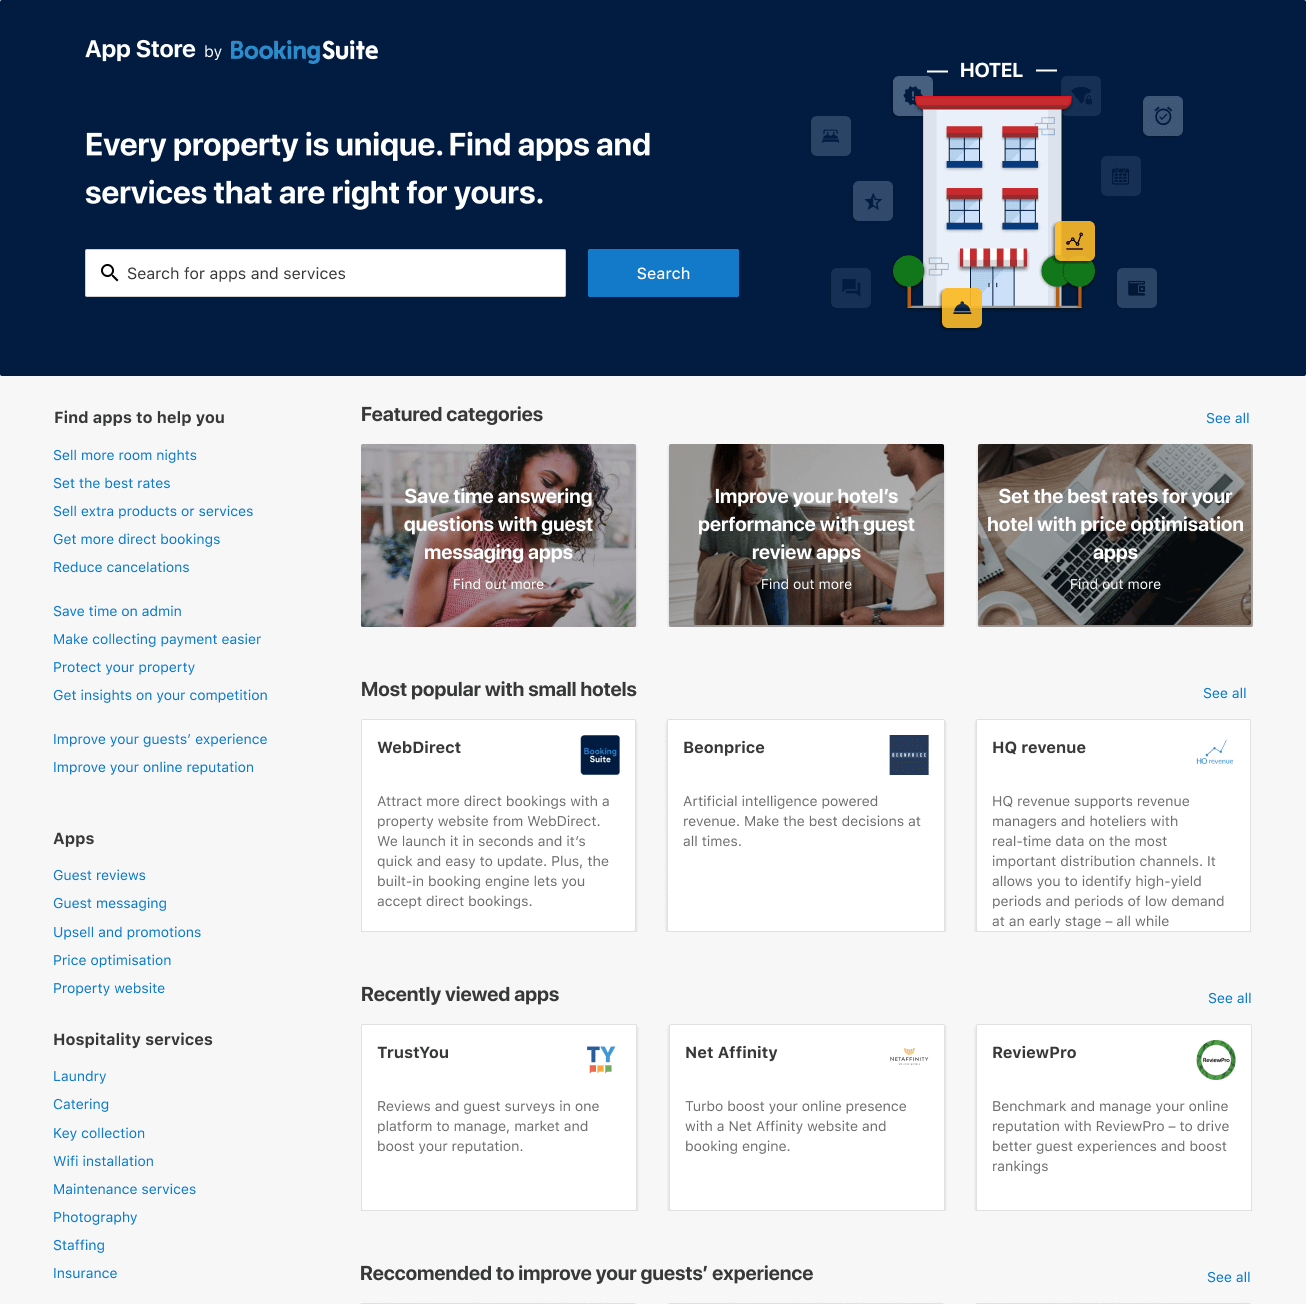 App Store by BookingSuite
HOTEL
Every property is unique. Find apps and
services that are right for yours.
Search for apps and services
Search
Find apps to help you
Sell more room nights
Set the best rates
Sell extra products or services
Get more direct bookings
Reduce cancelations
Save time on admin
Make collecting payment easier
Protect your property
Get insights on your competition
Improve your guests’ experience
Improve your online reputation
Apps
Guest reviews
Guest messaging
Upsell and promotions
Price optimisation
Property website
Hospitality services
Laundry
Catering
Key collection
Wifi installation
Maintenance services
Photography
Staffing
Insurance
Featured categories
See all
Save time answering
questions with guest
messaging apps
Find out more
Improve your hotel’s
performance with guest
review apps
Find out more
Set the best rates for your
hotel with price optimisation
apps
Find out more
Most popular with small hotels
See all
WebDirect
Booking
Suite
Attract more direct bookings with a
property website from WebDirect.
We launch it in seconds and it’s
quick and easy to update. Plus, the
built-in booking engine lets you
accept direct bookings.
Beonprice
BEONPRICE
Artificial intelligence powered
revenue. Make the best decisions at
all times.
HQ revenue
HQ revenue
HQ revenue supports revenue
managers and hoteliers with
real-time data on the most
important distribution channels. It
allows you to identify high-yield
periods and periods of low demand
at an early stage – all while
Recently viewed apps
See all
TrustYou
TY
Reviews and guest surveys in one
platform to manage, market and
boost your reputation.
Net Affinity
NETAFFINITY
Turbo boost your online presence
with a Net Affinity website and
booking engine.
ReviewPro
ReviewPro
Benchmark and manage your online
reputation with ReviewPro – to drive
better guest experiences and boost
rankings
Reccomended to improve your guests’ experience
See all